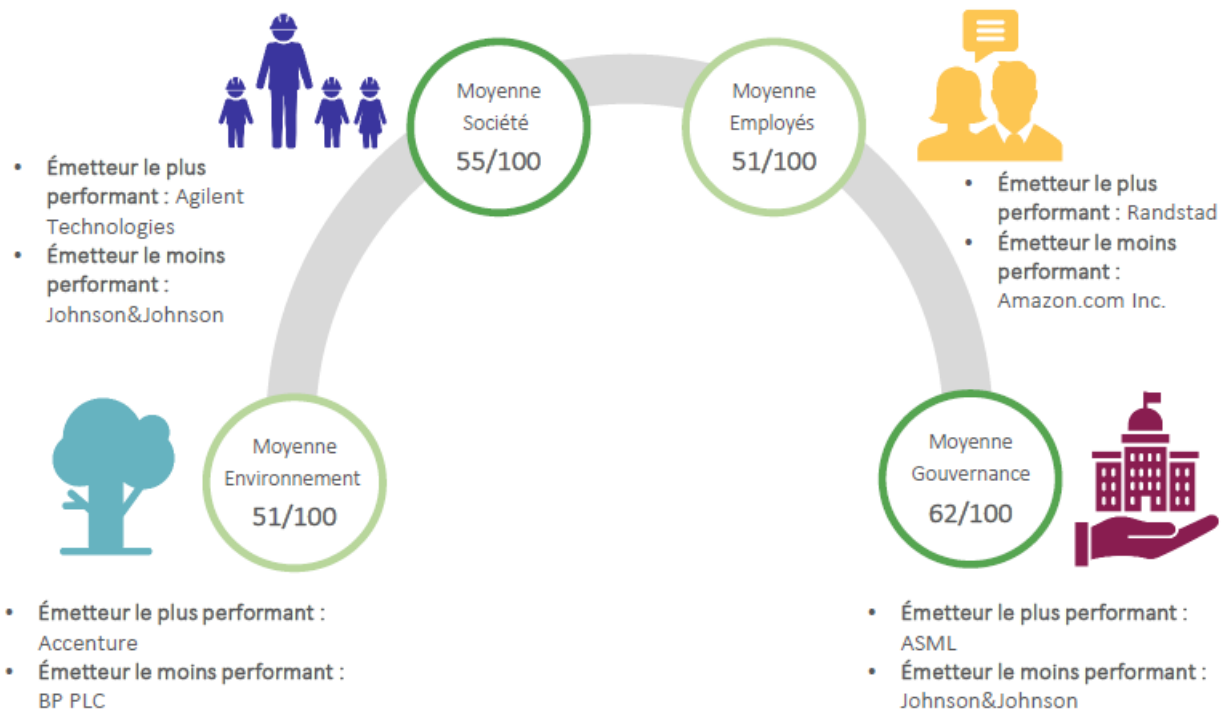 Moyenne
Société
55/100
Moyenne
Employés
51/100
• Émetteur le plus
performant : Agilent
Technologies
• Émetteur le moins
performant :
Johnson&Johnson
• Émetteur le plus
performant : Randstad
• Émetteur le moins
performant :
Amazon.com Inc.
Moyenne
Environnement
51/100
Moyenne
Gouvernance
62/100
• Émetteur le plus performant :
Accenture
• Émetteur le moins performant :
BP PLC
• Émetteur le plus performant :
ASML
• Émetteur le moins performant :
Johnson&Johnson